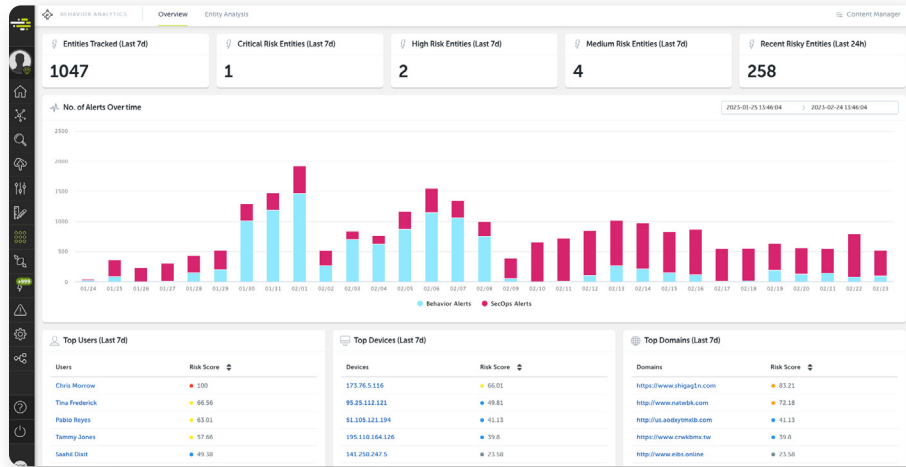 BEHAVIOR ANALYTICS Overview Entity Analysis Content Manager
Entities Tracked (Last 7d)
1047
Critical Risk Entities (Last 7d)
1
High Risk Entities (Last 7d)
2
Medium Risk Entities (Last 7d)
4
Recent Risky Entities (Last 24h)
258
No. of Alerts Over time
2023-01-25 13:46:04 2023-02-24 13:46:04
2500
2000
1500
1000
500
0
01/24 01/25 01/26 01/27 01/28 01/29 01/30 01/31 02/01 02/02 02/03 02/04 02/05 02/06 02/07 02/08 02/09 02/10 02/11 02/12 02/13 02/14 02/15 02/16 02/17 02/18 02/19 02/20 02/21 02/22 02/23
Behavior Alerts SecOps Alerts
+999
Top Users (Last 7d)
Users Risk Score
Chris Morrow 100
Tina Frederick 66.56
Pablo Reyes 63.01
Tammy Jones 57.66
Saahil Dixit 49.38
Top Devices (Last 7d)
Devices Risk Score
173.76.5.116 66.01
95.25.112.121 49.81
51.105.121.194 41.13
195.110.164.126 39.8
141.250.247.5 23.58
Top Domains (Last 7d)
Domains Risk Score
https://www.shigag1n.com 83.21
http://www.natwbk.com 72.18
http://us.aodxytmxlb.com 41.13
https://www.crwkbmx.tw 39.8
http://www.eibs.online 23.58